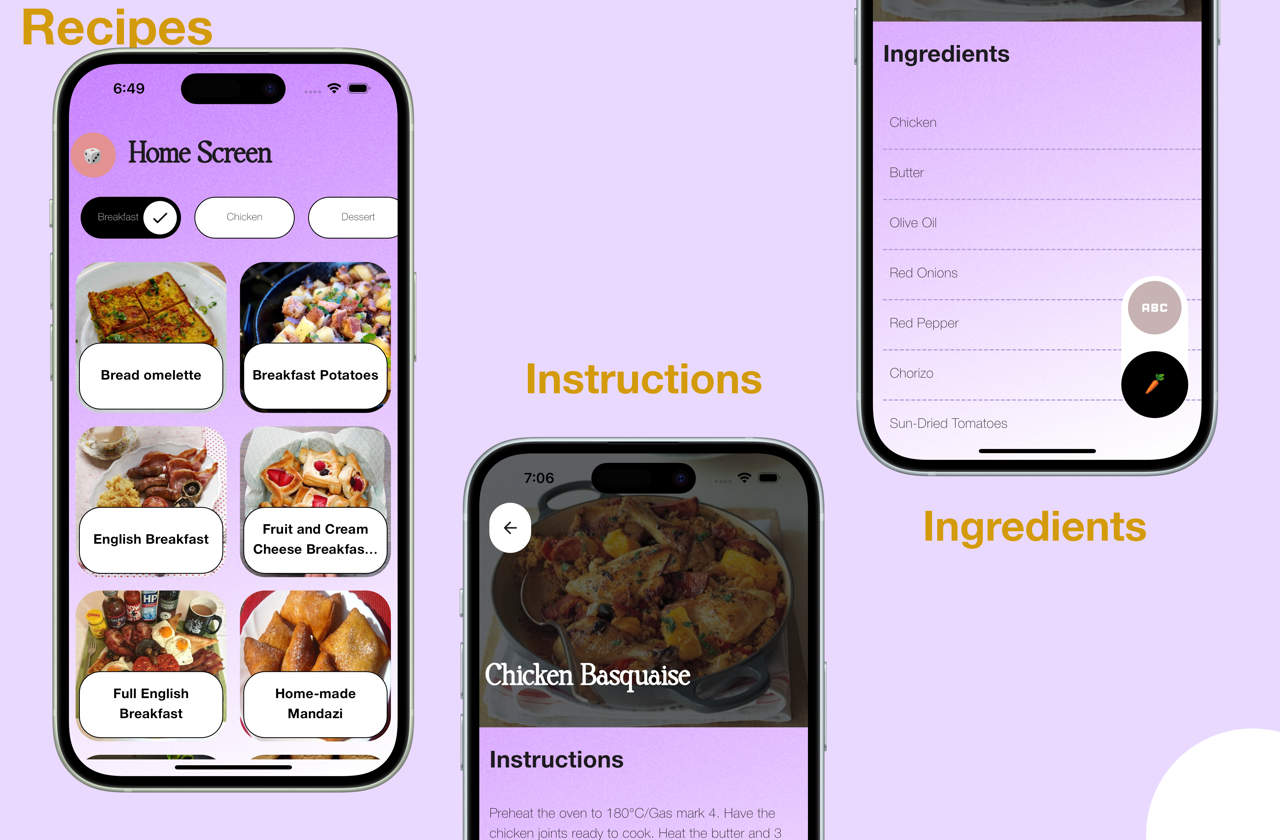 Recipes
6:49
Home Screen
Breakfast
Chicken
Dessert
Bread omelette
Breakfast Potatoes
English Breakfast
Fruit and Cream
Cheese Breakfas...
HP
Full English
Breakfast
Home-made
Mandazi
Instructions
7:06
Chicken Basquaise
Instructions
Preheat the oven to 180°C/Gas mark 4. Have the
chicken joints ready to cook. Heat the butter and 3
Ingredients
Chicken
Butter
Olive Oil
Red Onions
Red Pepper
Chorizo
Sun-Dried Tomatoes
ABC
Ingredients